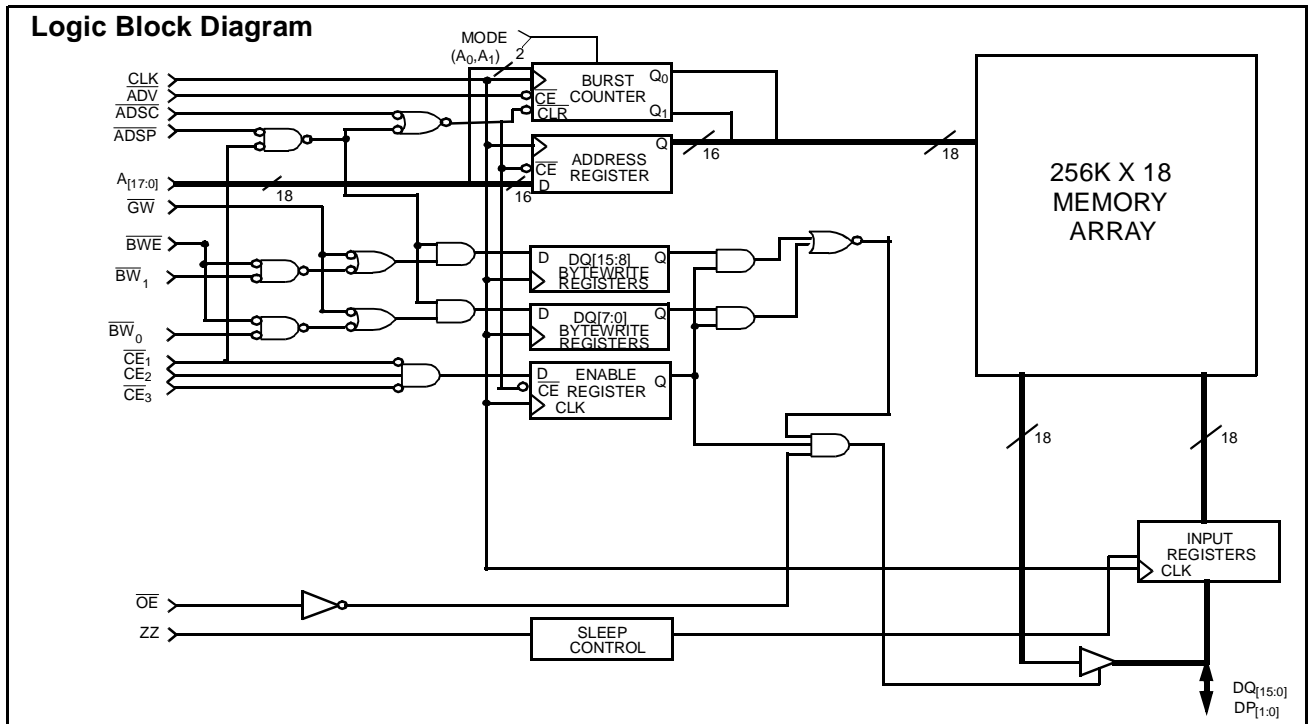 Logic Block Diagram
MODE
(A0,A1)
2
CLK
ADV
ADSC
ADSP
A[17:0]
18
GW
BWE
BW1
BW0
CE1
CE2
CE3
OE
ZZ
BURST
COUNTER
Q0
Q1
CE
CLR
ADDRESS
REGISTER
Q
CE
D
16
16
18
256K X 18
MEMORY
ARRAY
D
DQ[15:8]
Q
BYTEWRITE
REGISTERS
D
DQ[7:0]
Q
BYTEWRITE
REGISTERS
D
ENABLE
Q
CE
REGISTER
CLK
18
18
INPUT
REGISTERS
CLK
SLEEP
CONTROL
DQ[15:0]
DP[1:0]